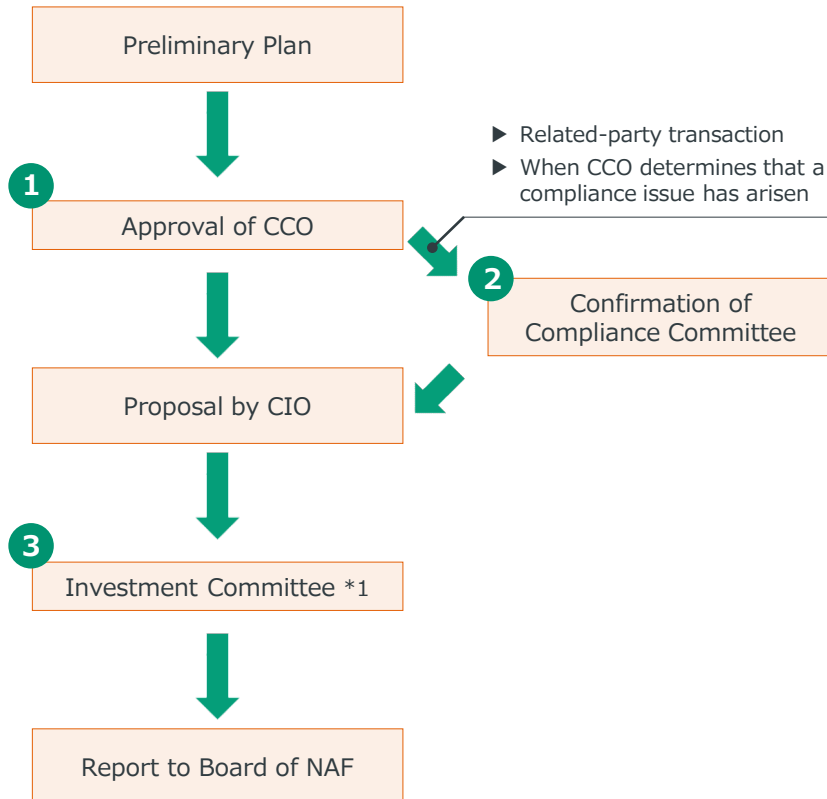 Preliminary Plan
▶ Related-party transaction
▶ When CCO determines that a
compliance issue has arisen
1
Approval of CCO
2
Confirmation of
Compliance Committee
Proposal by CIO
3
Investment Committee *1
Report to Board of NAF